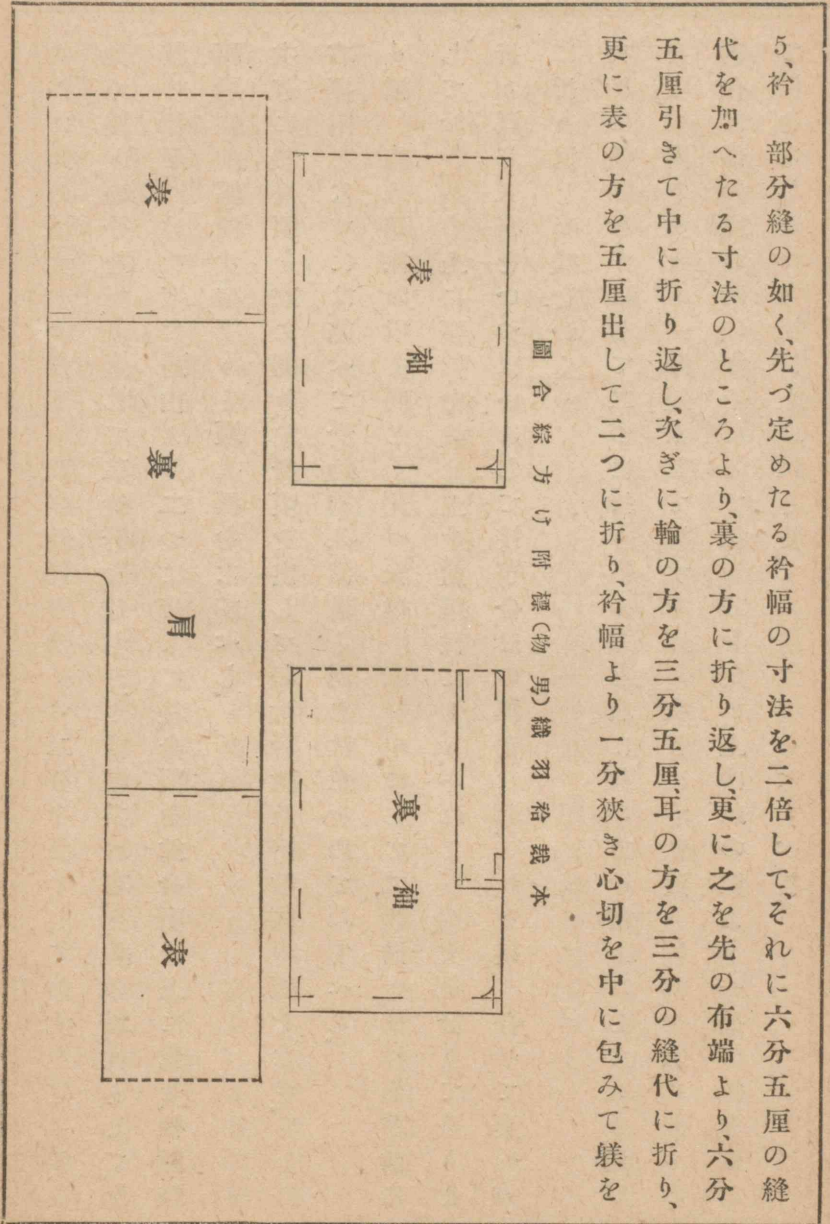 5、衿　部分縫の如く、先づ定めたる衿幅の寸法を二倍して、それに六分五厘の縫
代を加へたる寸法のところより、裏の方に折り返し、更に之を先の布端より、六分
五厘引きて中に折り返し、次ぎに輪の方を三分五厘、耳の方を三分の縫代に折り、
更に表の方を五厘出して二つに折り、衿幅より一分狹き心切を中に包みて躾を
圖合綜方け附標(物男)織羽袷裁本
表袖
裏袖
表
裏
肩
表